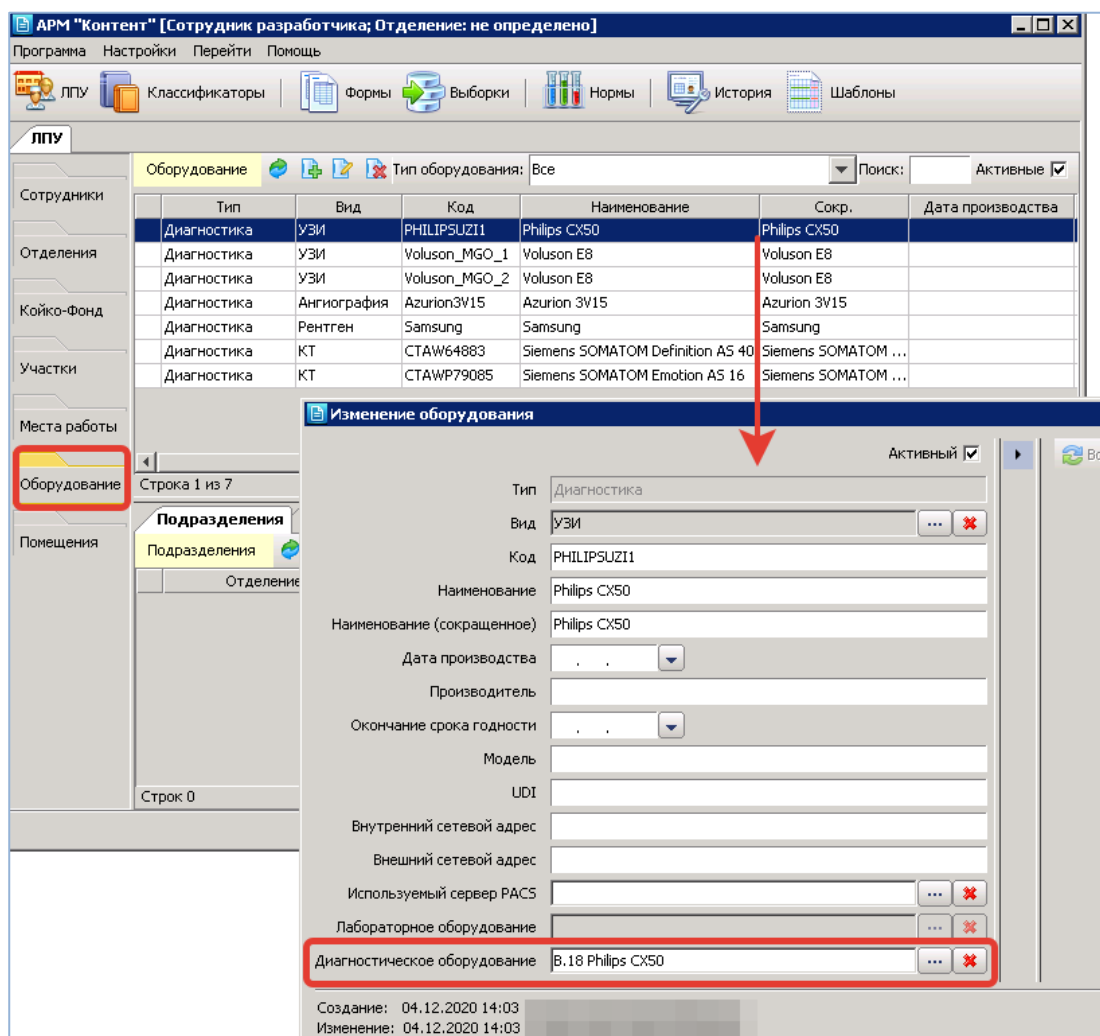 АРМ "Контент" [Сотрудник разработчика; Отделение: не определено]
Программа Настройки Перейти Помощь
ЛПУ Классификаторы Формы Выборки Нормы История Шаблоны
ЛПУ
Оборудование Тип оборудования: Все Поиск: Активные
Сотрудники
Отделения
Койко-Фонд
Участки
Места работы
Оборудование
Помещения
Тип Вид Код Наименование Сокр. Дата производства
Диагностика УЗИ PHILIPSUZI1 Philips CX50 Philips CX50
Диагностика УЗИ Voluson_MGO_1 Voluson E8 Voluson E8
Диагностика УЗИ Voluson_MGO_2 Voluson E8 Voluson E8
Диагностика Ангиография Azurion3V15 Azurion 3V15 Azurion 3V15
Диагностика Рентген Samsung Samsung Samsung
Диагностика КТ CTAW64883 Siemens SOMATOM Definition AS 40 Siemens SOMATOM ...
Диагностика КТ CTAWP79085 Siemens SOMATOM Emotion AS 16 Siemens SOMATOM ...
Строка 1 из 7
Подразделения
Подразделения
Отделение
Строк 0
Изменение оборудования
Активный
Тип Диагностика
Вид УЗИ ...
Код PHILIPSUZI1
Наименование Philips CX50
Наименование (сокращенное) Philips CX50
Дата производства . .
Производитель
Окончание срока годности . .
Модель
UDI
Внутренний сетевой адрес
Внешний сетевой адрес
Используемый сервер PACS ...
Лабораторное оборудование ...
Диагностическое оборудование B.18 Philips CX50 ...
Создание: 04.12.2020 14:03
Изменение: 04.12.2020 14:03